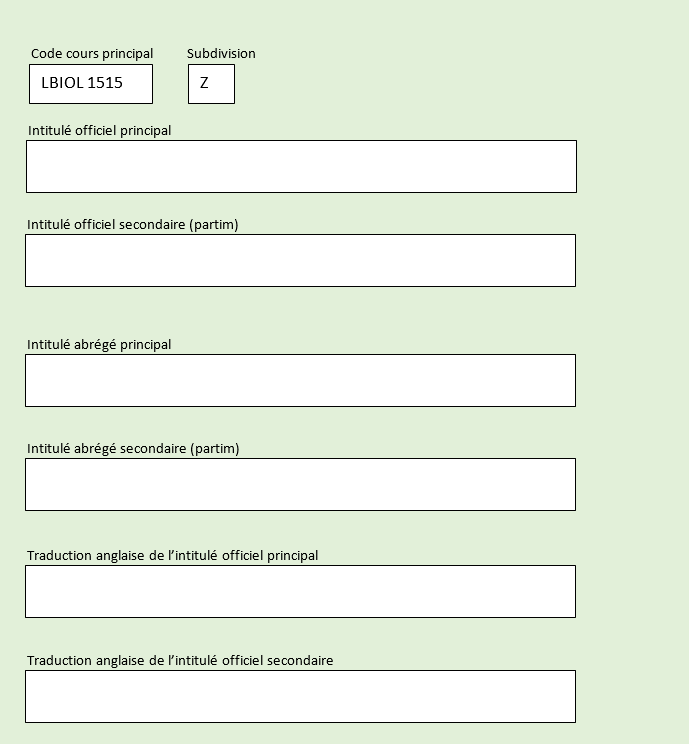 Code cours principal Subdivision
LBIOL 1515 Z
Intitulé officiel principal
Intitulé officiel secondaire (partim)
Intitulé abrégé principal
Intitulé abrégé secondaire (partim)
Traduction anglaise de l’intitulé officiel principal
Traduction anglaise de l’intitulé officiel secondaire